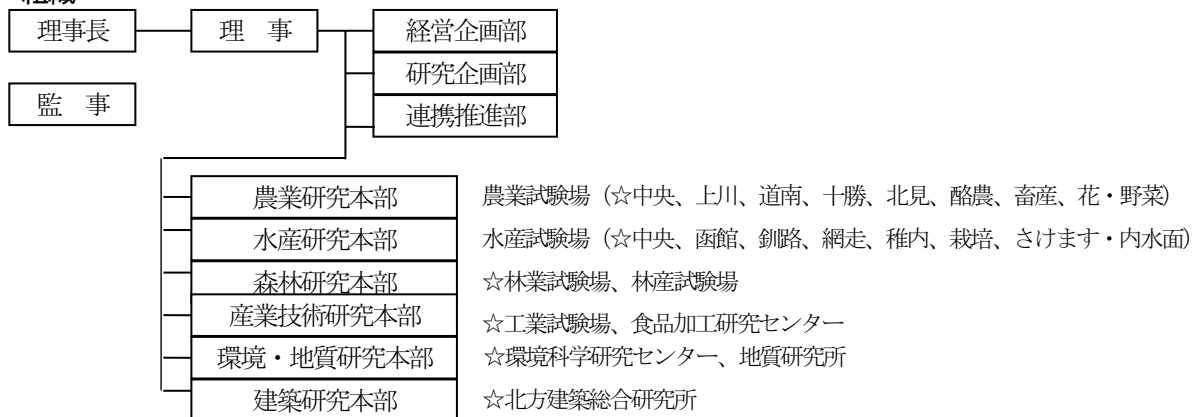 理事長 理 事 経営企画部
研究企画部
監 事 連携推進部
農業研究本部 農業試験場（☆中央、上川、道南、十勝、北見、酪農、畜産、花・野菜）
水産研究本部 水産試験場（☆中央、函館、釧路、網走、稚内、栽培、さけます・内水面）
森林研究本部 ☆林業試験場、林産試験場
産業技術研究本部 ☆工業試験場、食品加工研究センター
環境・地質研究本部 ☆環境科学研究センター、地質研究所
建築研究本部 ☆北方建築総合研究所